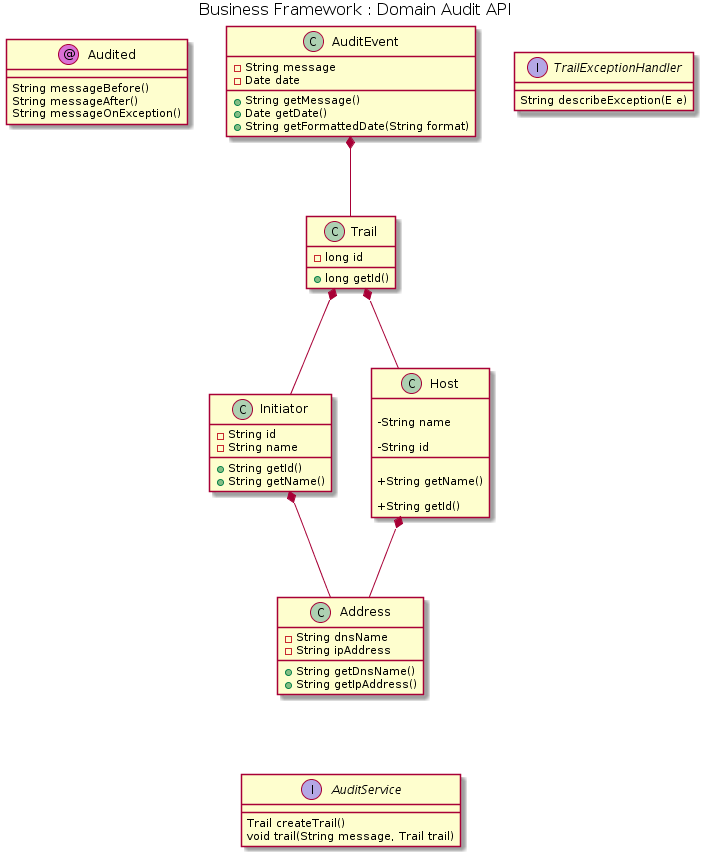 Business Framework : Domain Audit API
@ Audited
String messageBefore()
String messageAfter()
String messageOnException()
C AuditEvent
String message
Date date
String getMessage()
Date getDate()
String getFormattedDate(String format)
I TrailExceptionHandler
String describeException(E e)
C Trail
long id
long getId()
C Initiator
String id
String name
String getId()
String getName()
C Host
-String name
-String id
+String getName()
+String getId()
C Address
String dnsName
String ipAddress
String getDnsName()
String getIpAddress()
I AuditService
Trail createTrail()
void trail(String message, Trail trail)